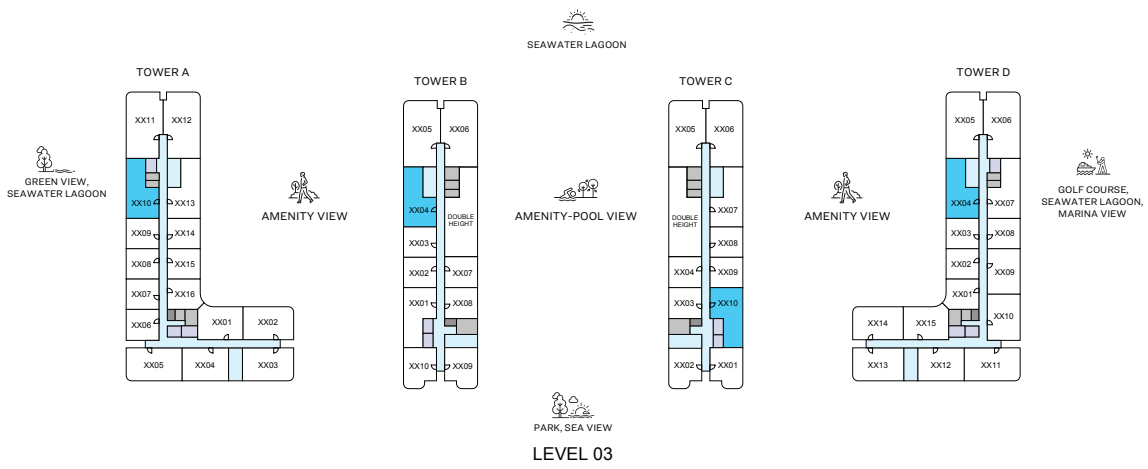 SEAWATER LAGOON
TOWER A
TOWER B
TOWER C
TOWER D
XX11 XX12
XX10
XX13
XX09 XX14
XX08 XX15
XX07 XX16
XX06
XX01 XX02
XX05 XX04 XX03
XX05 XX06
XX04
DOUBLE
HEIGHT
XX03
XX02 XX07
XX01 XX08
XX10 XX09
XX05 XX06
XX07
DOUBLE
HEIGHT
XX08
XX04 XX09
XX03 XX10
XX02 XX01
XX05 XX06
XX04 XX07
XX03 XX08
XX02
XX09
XX01
XX10
XX14 XX15
XX13 XX12 XX11
GREEN VIEW,
SEAWATER LAGOON
AMENITY VIEW
AMENITY-POOL VIEW
AMENITY VIEW
GOLF COURSE,
SEAWATER LAGOON,
MARINA VIEW
PARK, SEA VIEW
LEVEL 03